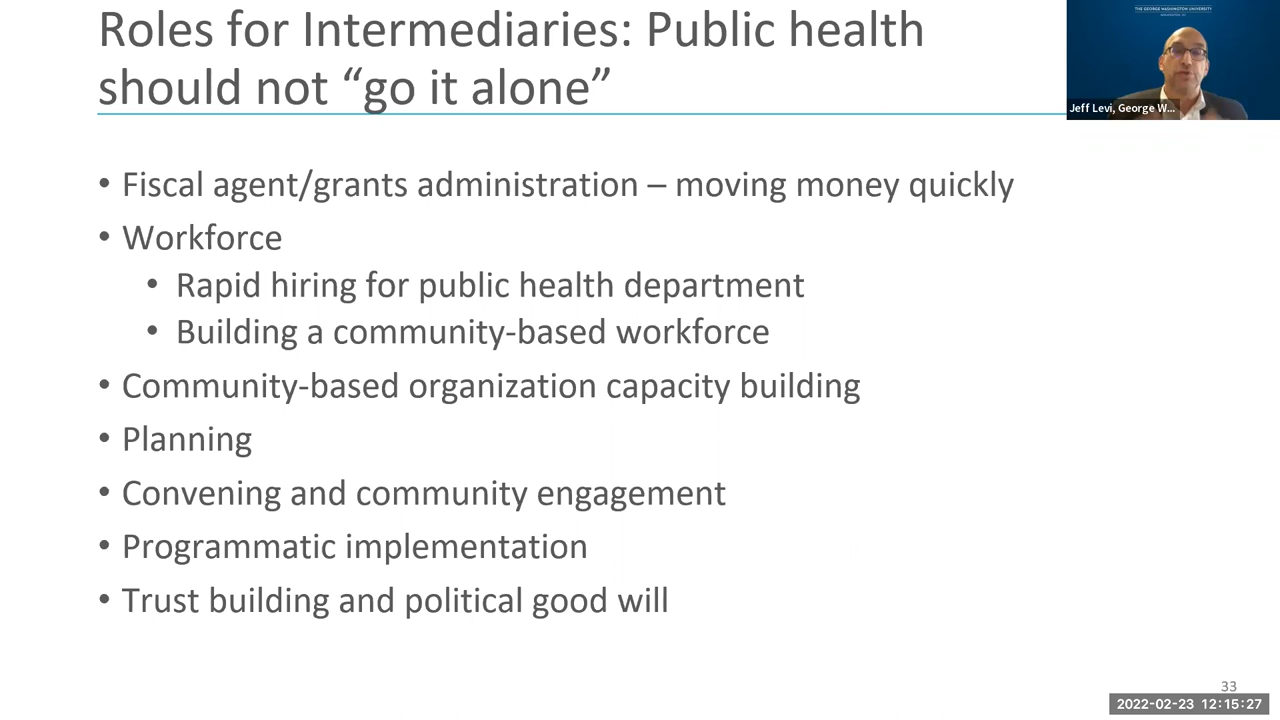 Roles for Intermediaries: Public health
should not “go it alone”
THE GEORGE WASHINGTON UNIVERSITY
WASHINGTON, DC
Jeff Levi, George W...
• Fiscal agent/grants administration – moving money quickly
• Workforce
• Rapid hiring for public health department
• Building a community-based workforce
• Community-based organization capacity building
• Planning
• Convening and community engagement
• Programmatic implementation
• Trust building and political good will
33
2022-02-23 12:15:27